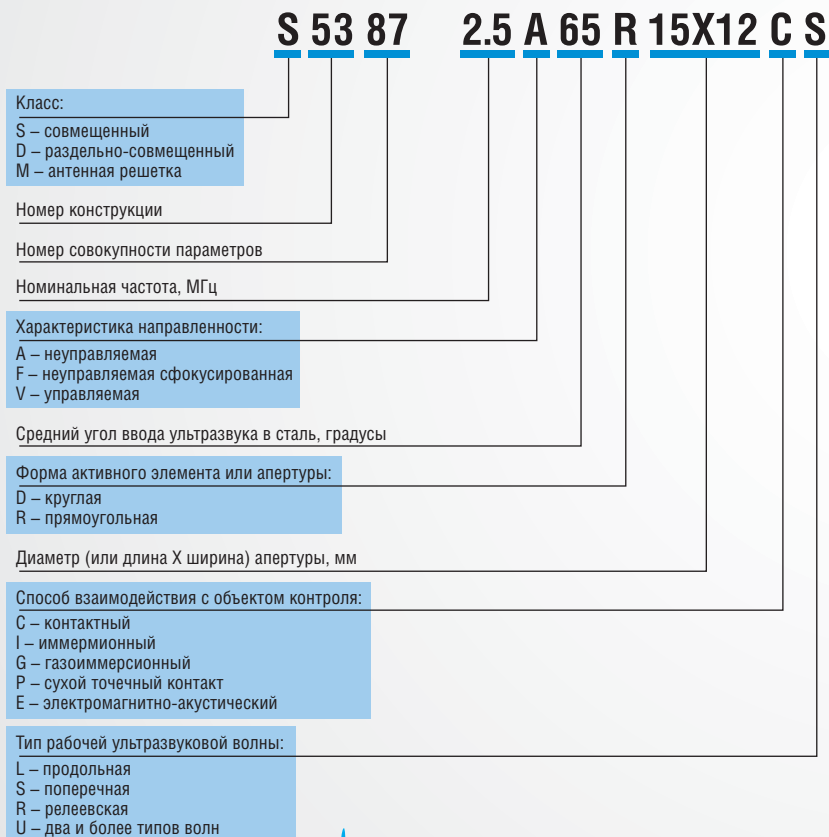 S 53 87 2.5 A 65 R 15X12 C S
Класс:
S – совмещенный
D – раздельно-совмещенный
M – антенная решетка
Номер конструкции
Номер совокупности параметров
Номинальная частота, МГц
Характеристика направленности:
A – неуправляемая
F – неуправляемая сфокусированная
V – управляемая
Средний угол ввода ультразвука в сталь, градусы
Форма активного элемента или апертуры:
D – круглая
R – прямоугольная
Диаметр (или длина X ширина) апертуры, мм
Способ взаимодействия с объектом контроля:
C – контактный
I – иммермионный
G – газоиммерсионный
P – сухой точечный контакт
E – электромагнитно-акустический
Тип рабочей ультразвуковой волны:
L – продольная
S – поперечная
R – релеевская
U – два и более типов волн